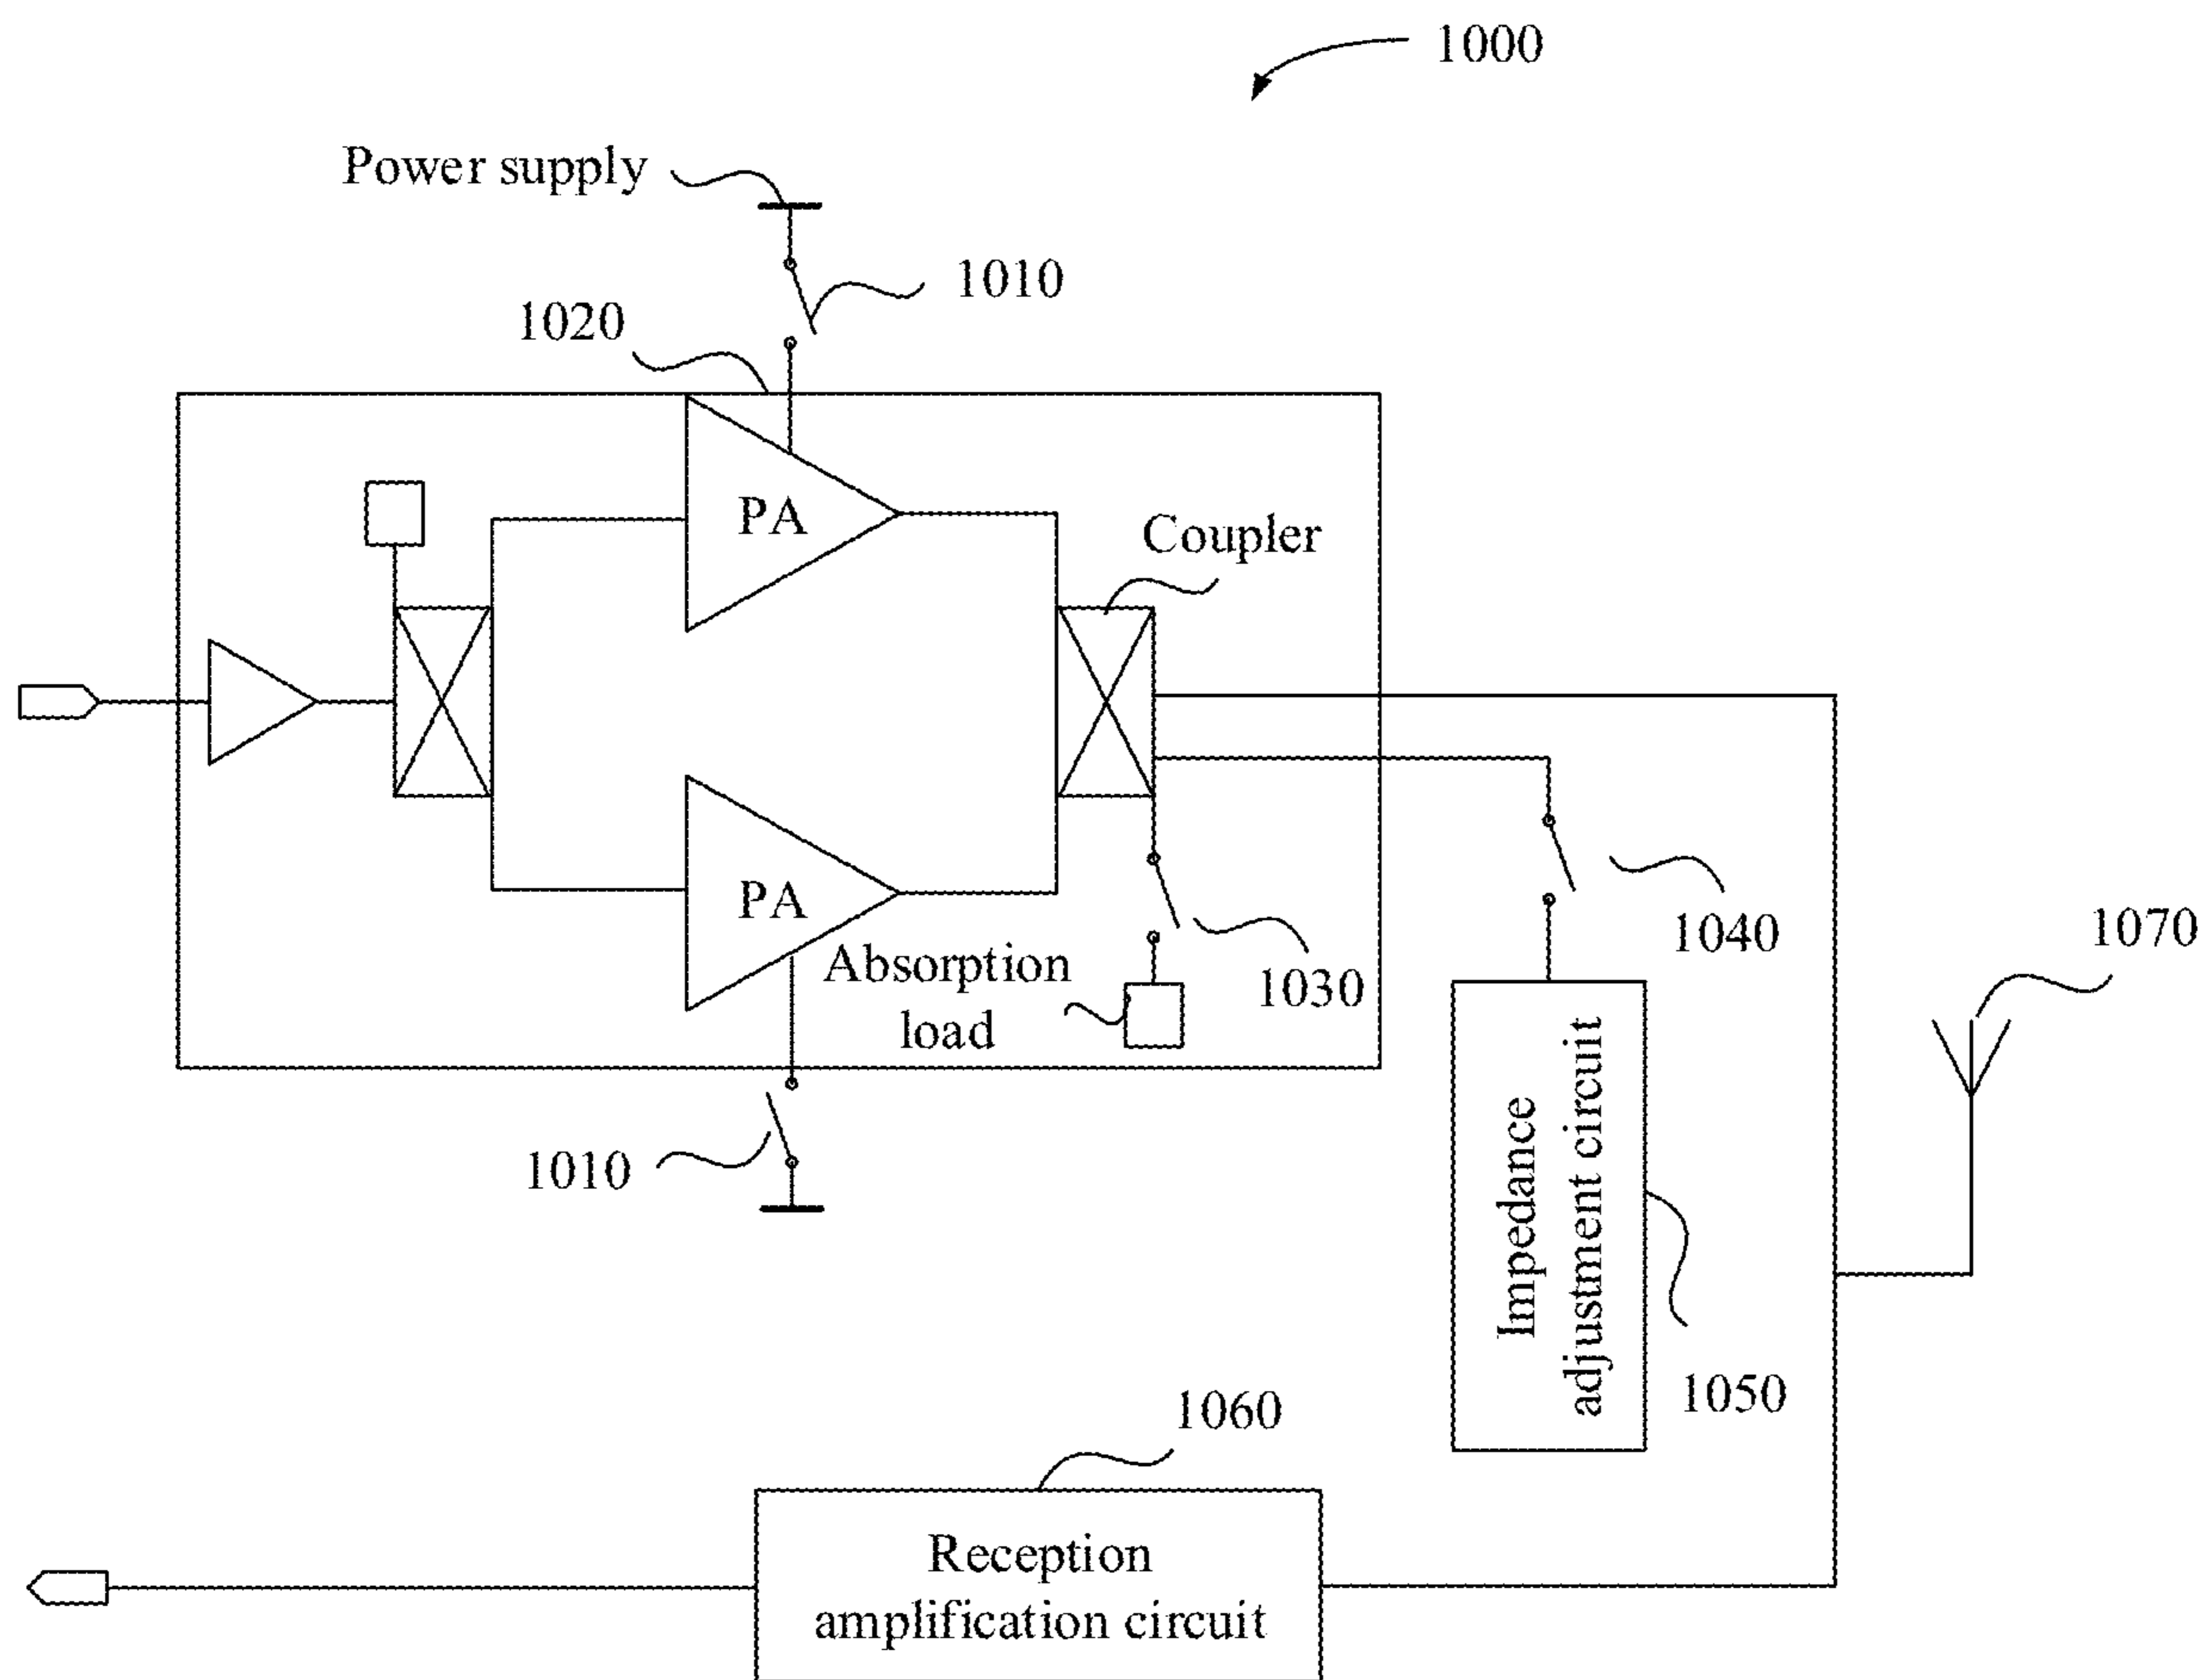 1000
Power supply
1010
1020
PA
Coupler
PA
Absorption
load
1030
1040
1070
1010
Impedance
adjustment circuit
1050
1060
Reception
amplification circuit